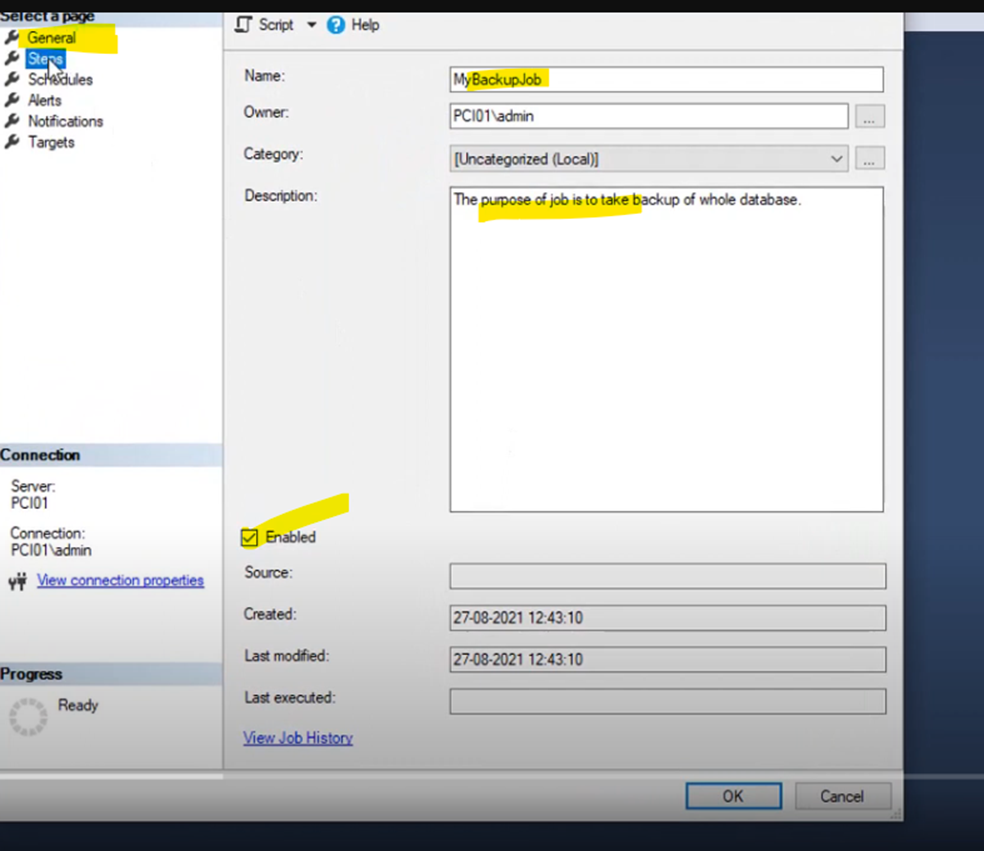 Select a page
General
Steps
Schedules
Alerts
Notifications
Targets
Connection
Server:
PCI01
Connection:
PCI01\admin
View connection properties
Progress
Ready
Script
Help
Name:
MyBackupJob
Owner:
PCI01\admin
...
Category:
[Uncategorized (Local)]
...
Description:
The purpose of job is to take backup of whole database.
Enabled
Source:
Created:
27-08-2021 12:43:10
Last modified:
27-08-2021 12:43:10
Last executed:
View Job History
OK
Cancel